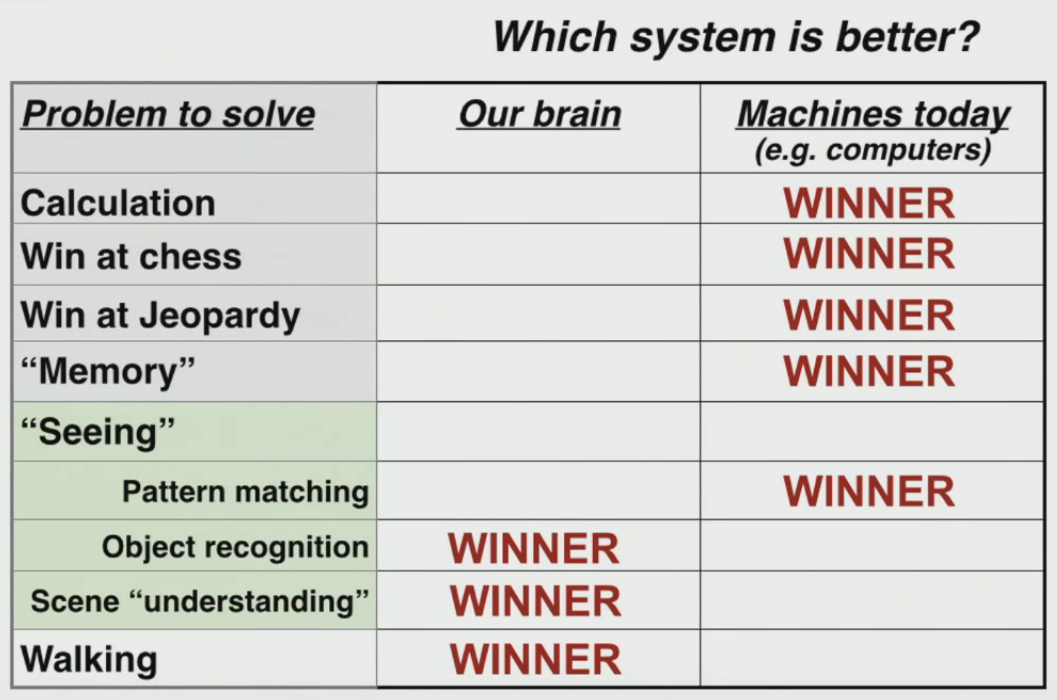 Which system is better?
Problem to solve Our brain Machines today
(e.g. computers)
Calculation WINNER
Win at chess WINNER
Win at Jeopardy WINNER
“Memory” WINNER
“Seeing”
Pattern matching WINNER
Object recognition WINNER
Scene “understanding” WINNER
Walking WINNER